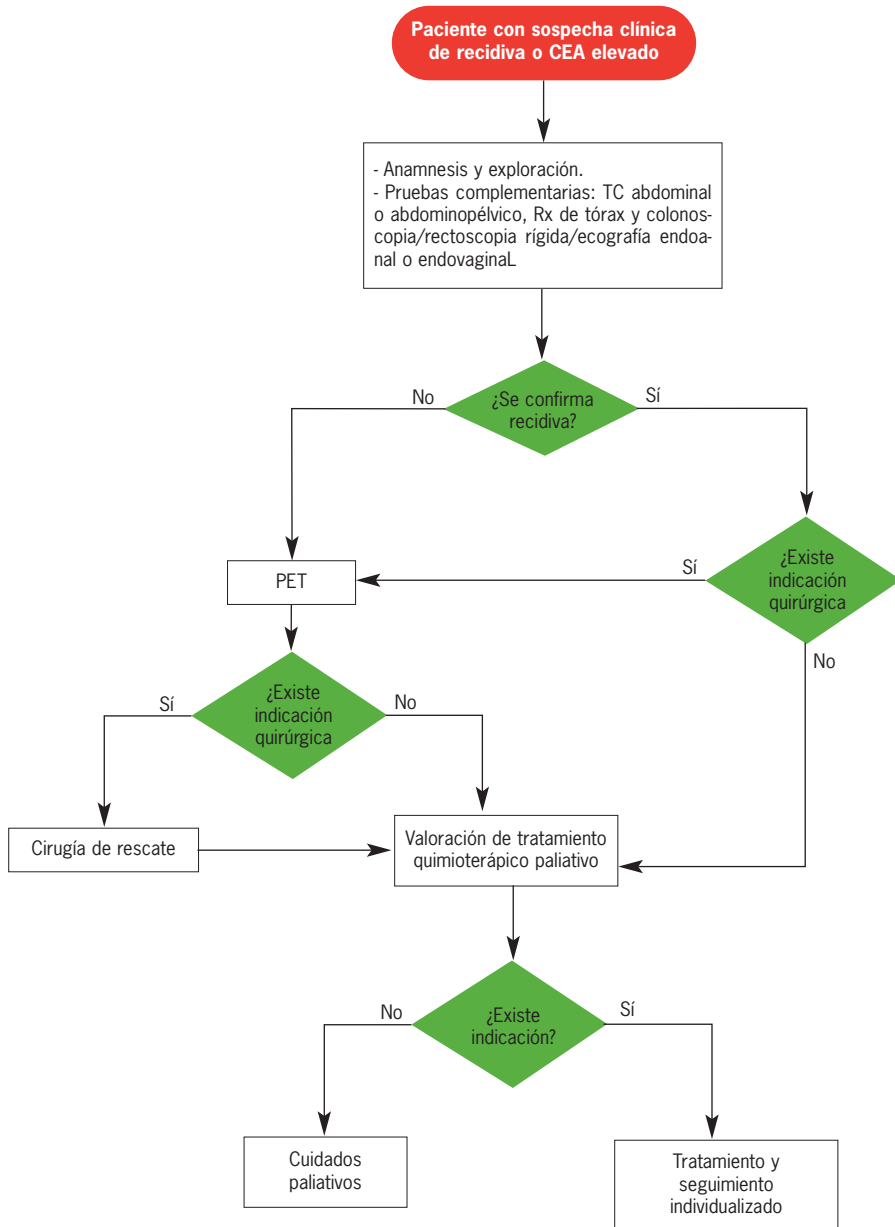 Paciente con sospecha clínica
de recidiva o CEA elevado
- Anamnesis y exploración.
- Pruebas complementarias: TC abdominal
o abdominopélvico, Rx de tórax y colonos-
copia/rectoscopia rígida/ecografía endoa-
nal o endovaginaL
¿Se confirma
recidiva?
No
Sí
¿Existe
indicación
quirúrgica
Sí
No
PET
¿Existe
indicación
quirúrgica
Sí
No
Cirugía de rescate
Valoración de tratamiento
quimioterápico paliativo
¿Existe
indicación?
No
Sí
Cuidados
paliativos
Tratamiento y
seguimiento
individualizado